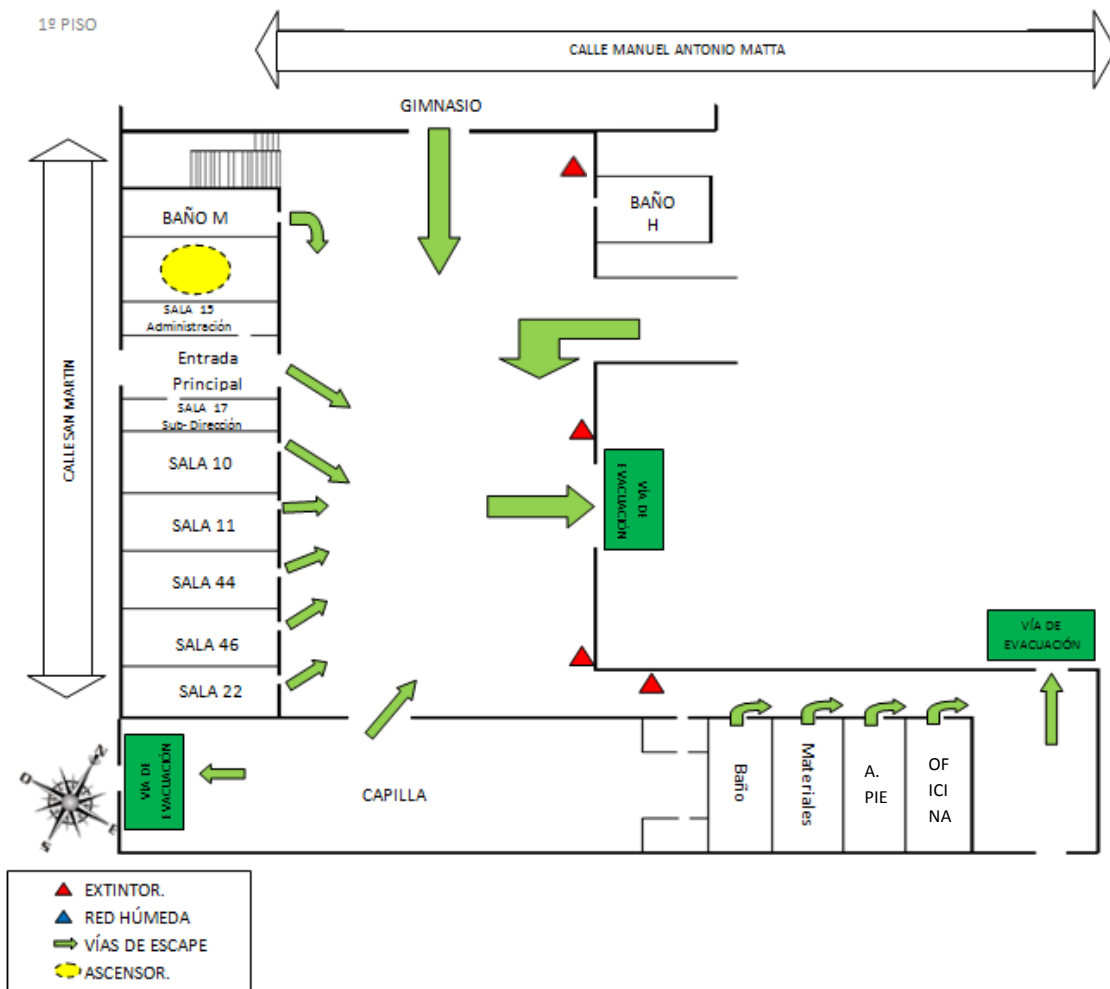 1º PISO
CALLE MANUEL ANTONIO MATTA
GIMNASIO
CALLE SAN MARTIN
BAÑO M
BAÑO
H
SALA 15
Administración
Entrada
Principal
SALA 17
Sub- Dirección
SALA 10
SALA 11
SALA 44
SALA 46
SALA 22
VÍA DE
EVACUACIÓN
VÍA DE
EVACUACIÓN
VÍA DE
EVACUACIÓN
CAPILLA
Baño
Materiales
A.
PIE
OF
ICI
NA
N
O
E
S
EXTINTOR.
RED HÚMEDA
VÍAS DE ESCAPE
ASCENSOR.